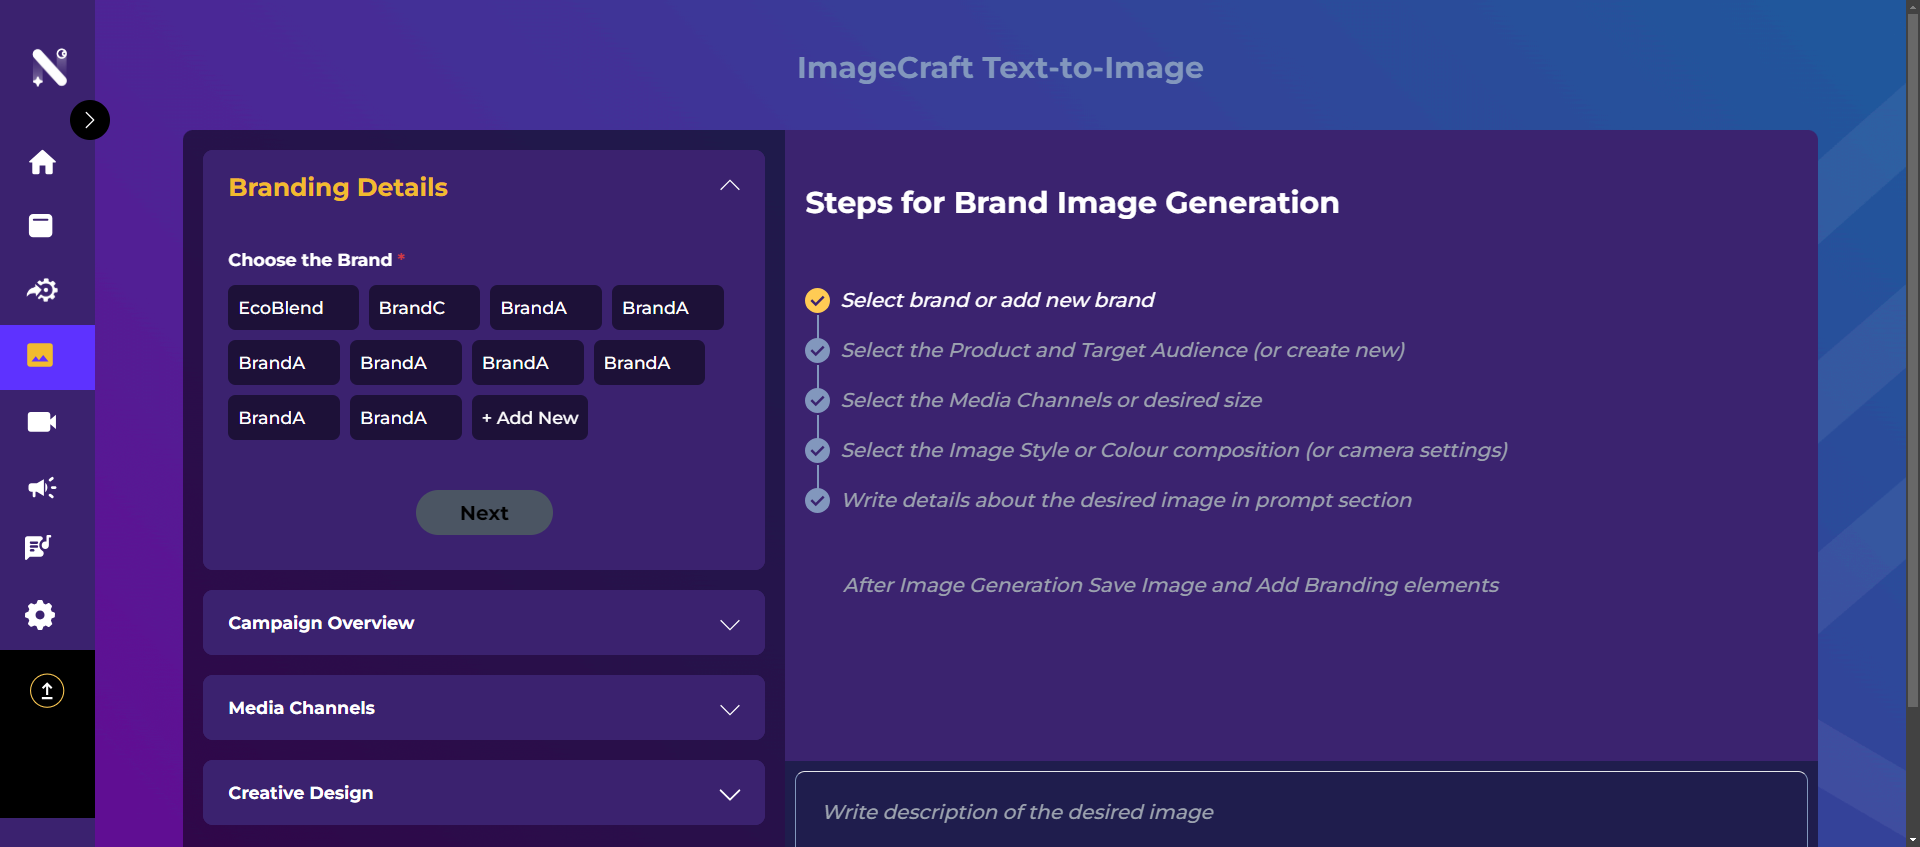 ImageCraft Text-to-Image
Branding Details
Choose the Brand *
EcoBlend BrandC BrandA BrandA
BrandA BrandA BrandA BrandA
BrandA BrandA + Add New
Next
Campaign Overview
Media Channels
Creative Design
Steps for Brand Image Generation
Select brand or add new brand
Select the Product and Target Audience (or create new)
Select the Media Channels or desired size
Select the Image Style or Colour composition (or camera settings)
Write details about the desired image in prompt section
After Image Generation Save Image and Add Branding elements
Write description of the desired image